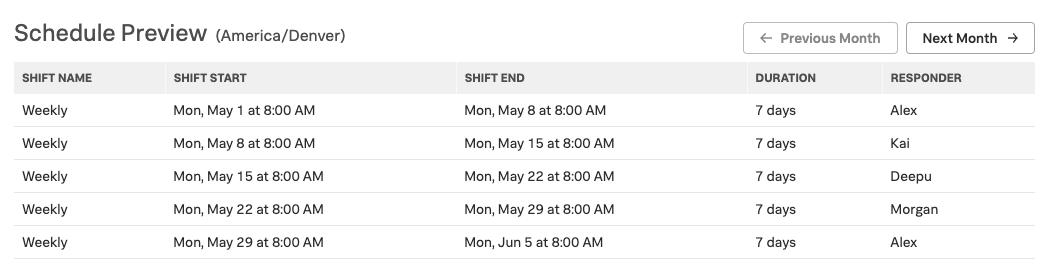 Schedule Preview (America/Denver)
← Previous Month Next Month →
SHIFT NAME SHIFT START SHIFT END DURATION RESPONDER
Weekly Mon, May 1 at 8:00 AM Mon, May 8 at 8:00 AM 7 days Alex
Weekly Mon, May 8 at 8:00 AM Mon, May 15 at 8:00 AM 7 days Kai
Weekly Mon, May 15 at 8:00 AM Mon, May 22 at 8:00 AM 7 days Deepu
Weekly Mon, May 22 at 8:00 AM Mon, May 29 at 8:00 AM 7 days Morgan
Weekly Mon, May 29 at 8:00 AM Mon, Jun 5 at 8:00 AM 7 days Alex